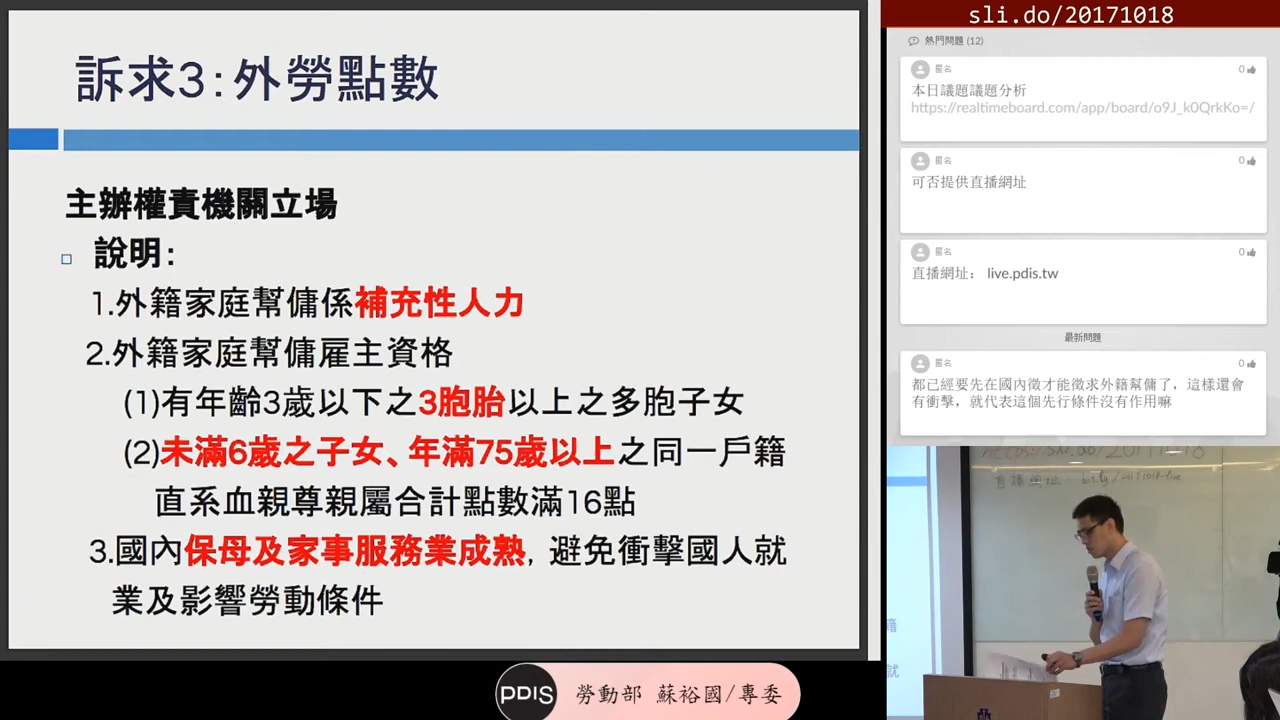 訴求3：外勞點數
主辦權責機關立場
說明：
1.外籍家庭幫傭係補充性人力
2.外籍家庭幫傭雇主資格
(1)有年齡3歲以下之3胞胎以上之多胞子女
(2)未滿6歲之子女、年滿75歲以上之同一戶籍
直系血親尊親屬合計點數滿16點
3.國內保母及家事服務業成熟，避免衝擊國人就
業及影響勞動條件
sli.do/20171018
熱門問題 (12)
匿名
0
本日議題議題分析
https://realtimeboard.com/app/board/o9J_k0QrkKo=/
匿名
0
可否提供直播網址
匿名
0
直播網址： live.pdis.tw
最新問題
匿名
0
都已經要先在國內徵才能徵求外籍幫傭了，這樣還會
有衝擊，就代表這個先行條件沒有作用嘛
直播網址
PDIS 勞動部 蘇裕國/專委